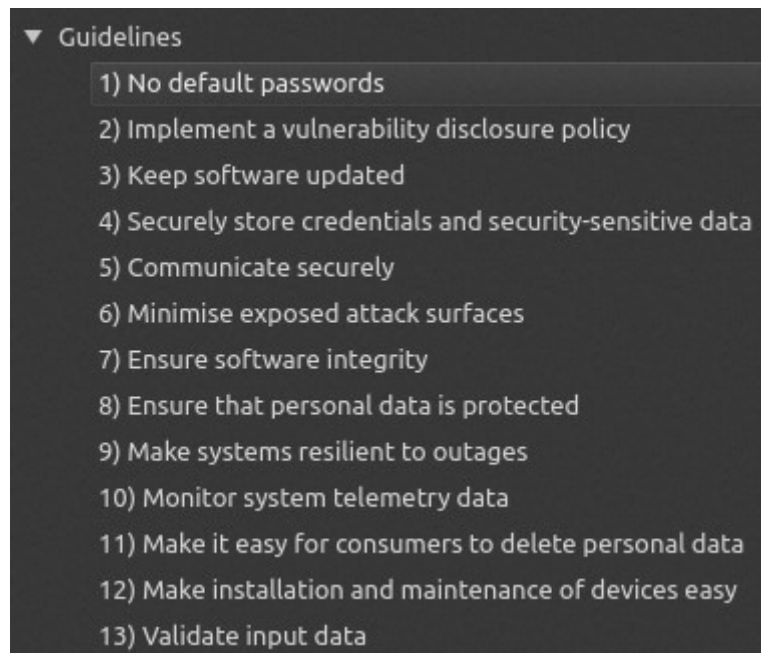 Guidelines
1) No default passwords
2) Implement a vulnerability disclosure policy
3) Keep software updated
4) Securely store credentials and security-sensitive data
5) Communicate securely
6) Minimise exposed attack surfaces
7) Ensure software integrity
8) Ensure that personal data is protected
9) Make systems resilient to outages
10) Monitor system telemetry data
11) Make it easy for consumers to delete personal data
12) Make installation and maintenance of devices easy
13) Validate input data